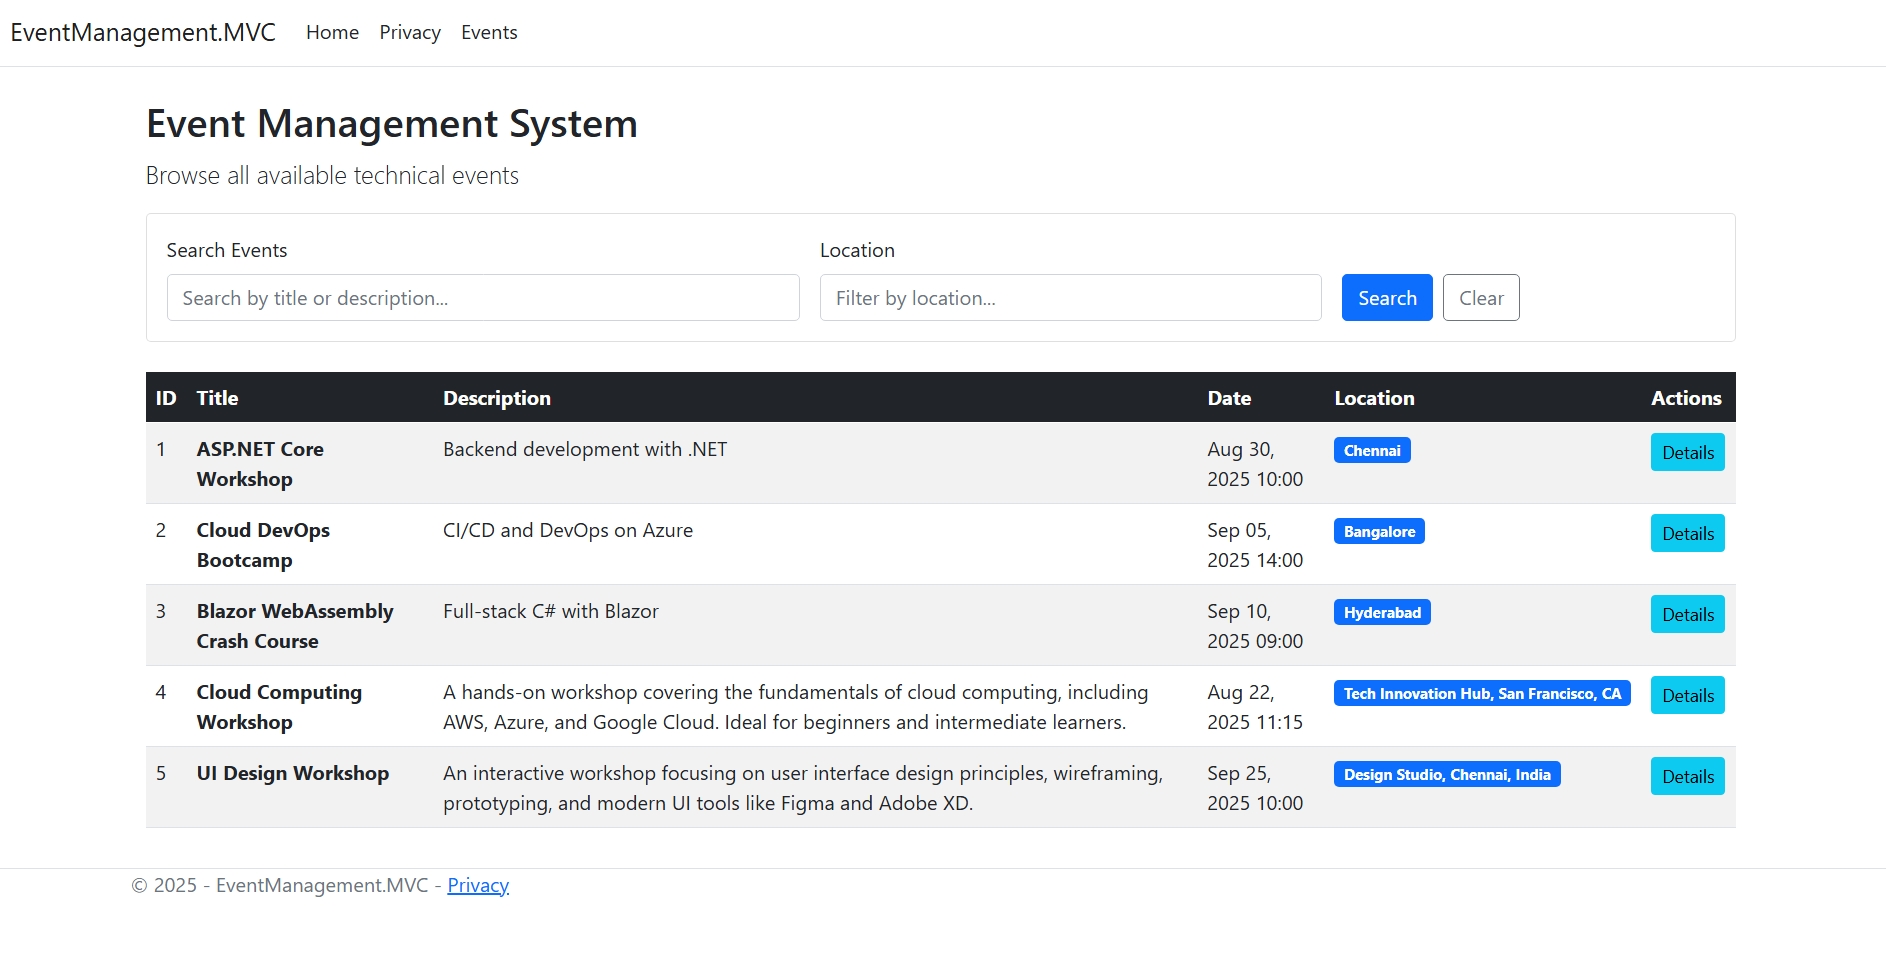 EventManagement.MVC Home Privacy Events
Event Management System
Browse all available technical events
Search Events Location
Search by title or description... Filter by location... Search Clear
ID Title Description Date Location Actions
1 ASP.NET Core Backend development with .NET Aug 30, Chennai Details
Workshop 2025 10:00
2 Cloud DevOps CI/CD and DevOps on Azure Sep 05, Bangalore Details
Bootcamp 2025 14:00
3 Blazor WebAssembly Full-stack C# with Blazor Sep 10, Hyderabad Details
Crash Course 2025 09:00
4 Cloud Computing A hands-on workshop covering the fundamentals of cloud computing, including Aug 22, Tech Innovation Hub, San Francisco, CA Details
Workshop AWS, Azure, and Google Cloud. Ideal for beginners and intermediate learners. 2025 11:15
5 UI Design Workshop An interactive workshop focusing on user interface design principles, wireframing, Sep 25, Design Studio, Chennai, India Details
prototyping, and modern UI tools like Figma and Adobe XD. 2025 10:00
© 2025 - EventManagement.MVC - Privacy